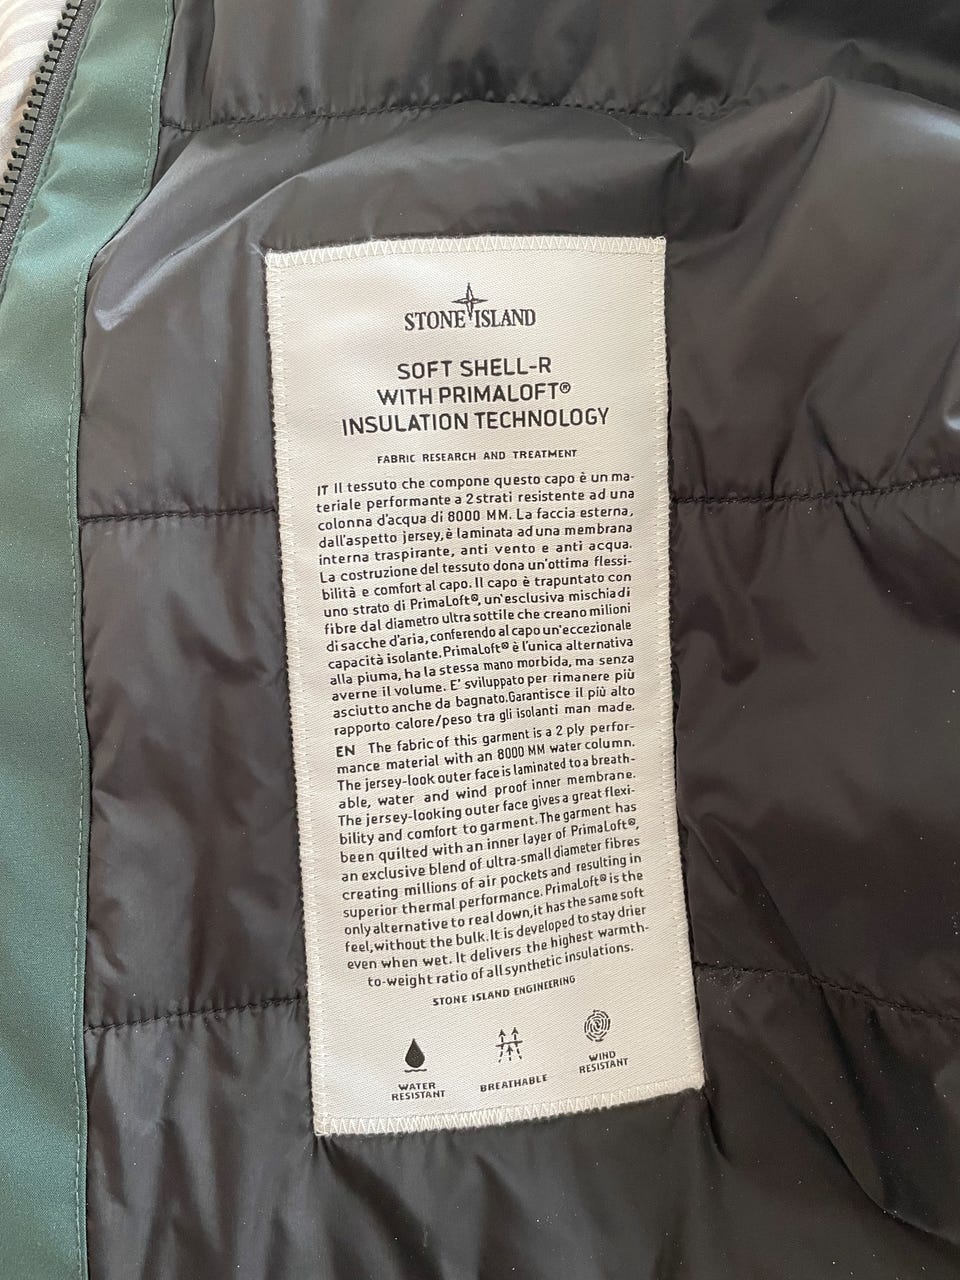 STONE ISLAND
SOFT SHELL-R
WITH PRIMALOFT®
INSULATION TECHNOLOGY
FABRIC RESEARCH AND TREATMENT
IT Il tessuto che compone questo capo è un ma-
teriale performante a 2 strati resistente ad una
colonna d'acqua di 8000 MM. La faccia esterna,
dall'aspetto jersey, è laminata ad una membrana
interna traspirante, anti vento e anti acqua.
La costruzione del tessuto dona un'ottima flessi-
bilità e comfort al capo. Il capo è trapuntato con
uno strato di PrimaLoft®, un'esclusiva mischia di
fibre dal diametro ultra sottile che creano milioni
di sacche d'aria, conferendo al capo un'eccezionale
capacità isolante. PrimaLoft® è l'unica alternativa
alla piuma, ha la stessa mano morbida, ma senza
averne il volume. E' sviluppato per rimanere più
asciutto anche da bagnato. Garantisce il più alto
rapporto calore/peso tra gli isolanti man made.
EN The fabric of this garment is a 2 ply perfor-
mance material with an 8000 MM water column.
The jersey-look outer face is laminated to a breath-
able, water and wind proof inner membrane.
The jersey-looking outer face gives a great flexi-
bility and comfort to garment. The garment has
been quilted with an inner layer of PrimaLoft®,
an exclusive blend of ultra-small diameter fibres
creating millions of air pockets and resulting in
superior thermal performance. PrimaLoft® is the
only alternative to real down, it has the same soft
feel, without the bulk. It is developed to stay drier
even when wet. It delivers the highest warmth-
to-weight ratio of all synthetic insulations.
STONE ISLAND ENGINEERING
WATER
RESISTANT
BREATHABLE
WIND
RESISTANT